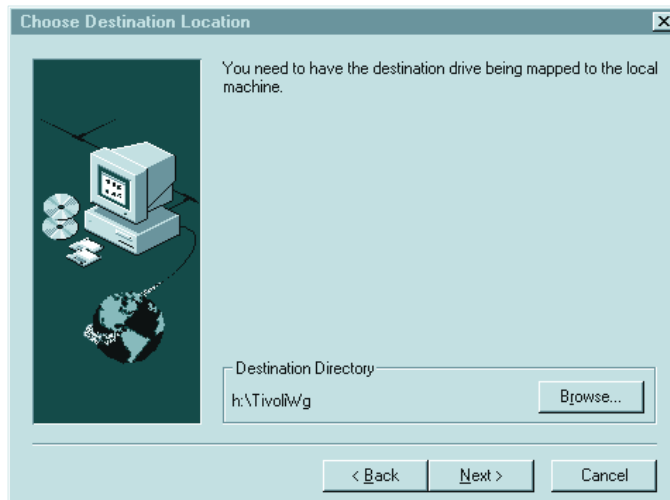 Choose Destination Location
You need to have the destination drive being mapped to the local
machine.
Destination Directory
h:\TivoliWg
Browse...
< Back
Next >
Cancel